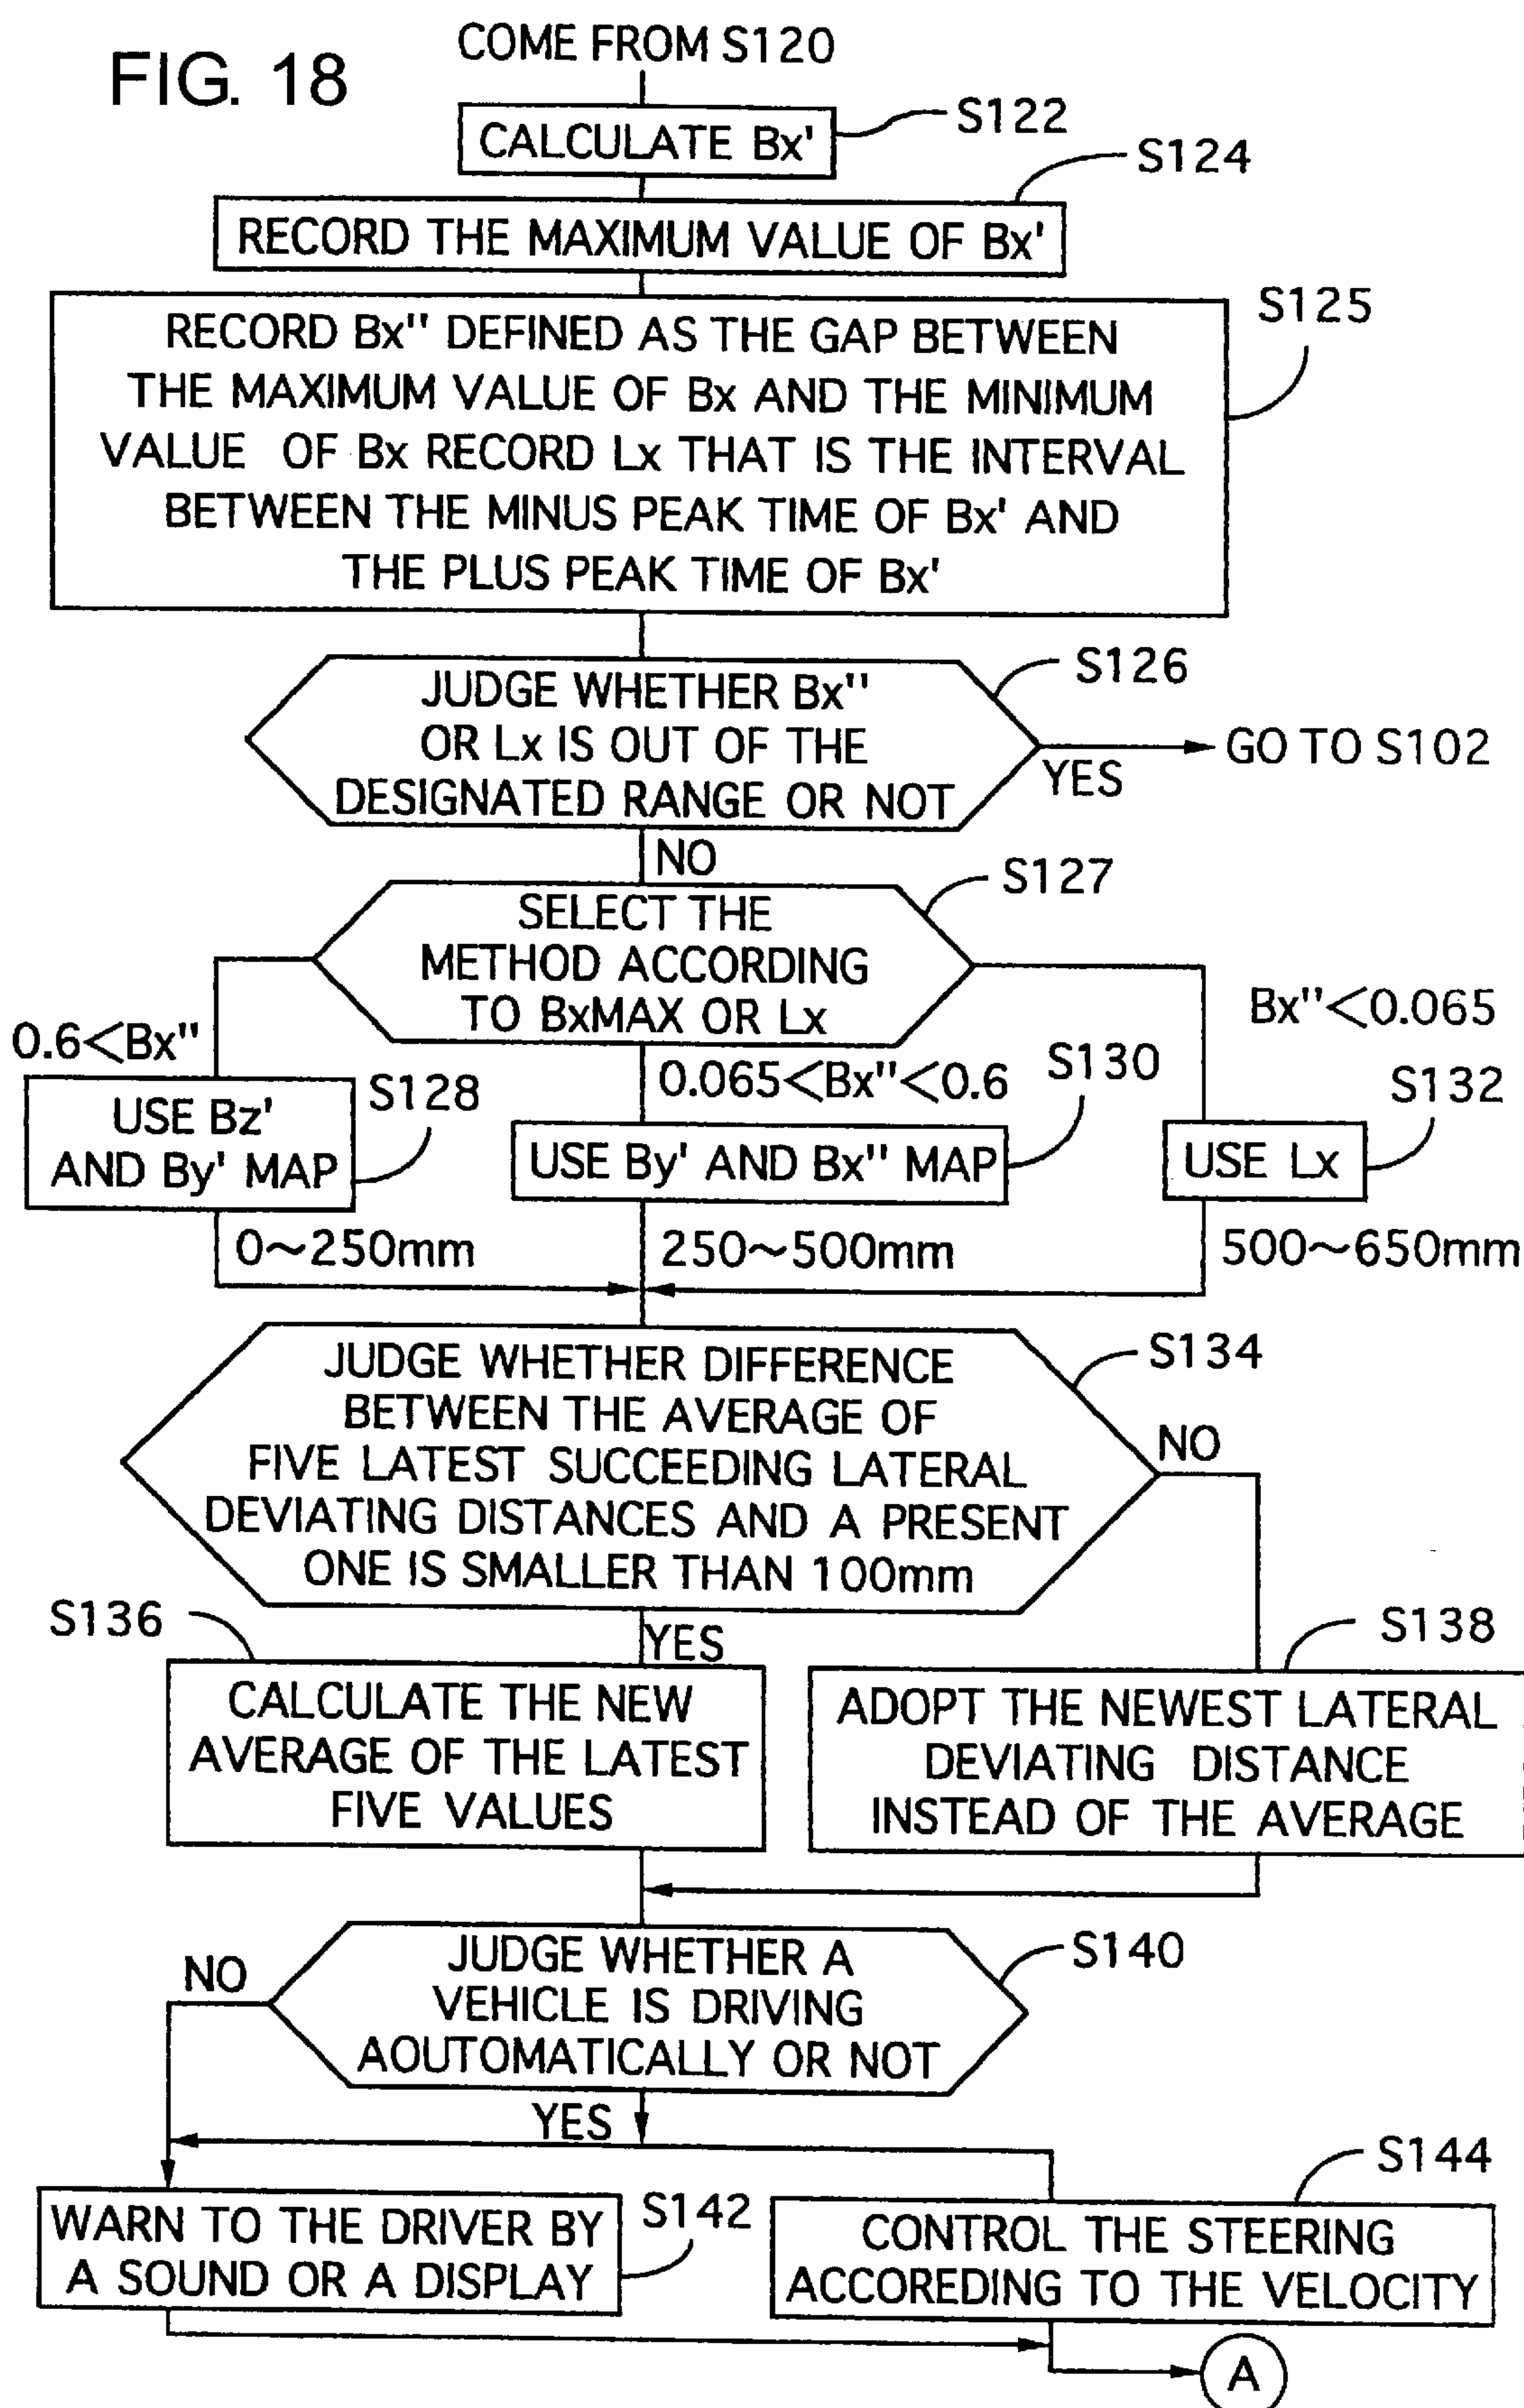 FIG. 18
COME FROM S120
CALCULATE Bx'
S122
S124
RECORD THE MAXIMUM VALUE OF Bx'
S125
RECORD Bx'' DEFINED AS THE GAP BETWEEN
THE MAXIMUM VALUE OF Bx AND THE MINIMUM
VALUE OF Bx RECORD Lx THAT IS THE INTERVAL
BETWEEN THE MINUS PEAK TIME OF Bx' AND
THE PLUS PEAK TIME OF Bx'
S126
JUDGE WHETHER Bx''
OR Lx IS OUT OF THE
DESIGNATED RANGE OR NOT
YES
GO TO S102
NO
S127
SELECT THE
METHOD ACCORDING
TO BxMAX OR Lx
0.6<Bx''
0.065<Bx''<0.6
Bx''<0.065
S128
USE Bz'
AND By' MAP
S130
USE By' AND Bx'' MAP
S132
USE Lx
0~250mm
250~500mm
500~650mm
S134
JUDGE WHETHER DIFFERENCE
BETWEEN THE AVERAGE OF
FIVE LATEST SUCCEEDING LATERAL
DEVIATING DISTANCES AND A PRESENT
ONE IS SMALLER THAN 100mm
NO
YES
S136
CALCULATE THE NEW
AVERAGE OF THE LATEST
FIVE VALUES
S138
ADOPT THE NEWEST LATERAL
DEVIATING DISTANCE
INSTEAD OF THE AVERAGE
S140
JUDGE WHETHER A
VEHICLE IS DRIVING
AOUTOMATICALLY OR NOT
NO
YES
S142
WARN TO THE DRIVER BY
A SOUND OR A DISPLAY
S144
CONTROL THE STEERING
ACCOREDING TO THE VELOCITY
A